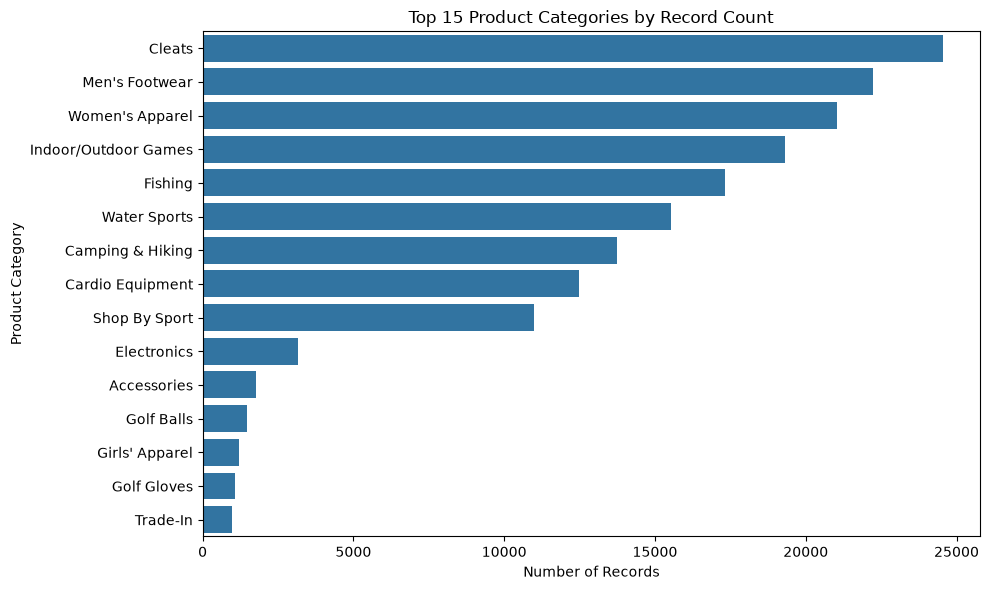 Top 15 Product Categories by Record Count
Product Category
Cleats
Men's Footwear
Women's Apparel
Indoor/Outdoor Games
Fishing
Water Sports
Camping & Hiking
Cardio Equipment
Shop By Sport
Electronics
Accessories
Golf Balls
Girls' Apparel
Golf Gloves
Trade-In
0 5000 10000 15000 20000 25000
Number of Records